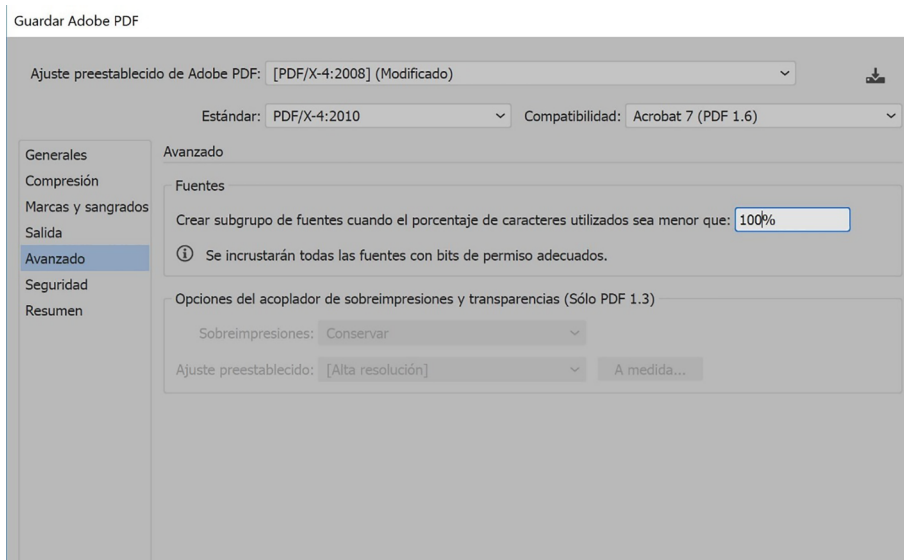 Guardar Adobe PDF
Ajuste preestablecido de Adobe PDF: [PDF/X-4:2008] (Modificado)
Estándar: PDF/X-4:2010 Compatibilidad: Acrobat 7 (PDF 1.6)
Generales
Compresión
Marcas y sangrados
Salida
Avanzado
Seguridad
Resumen
Avanzado
Fuentes
Crear subgrupo de fuentes cuando el porcentaje de caracteres utilizados sea menor que: 100%
Se incrustarán todas las fuentes con bits de permiso adecuados.
Opciones del acoplador de sobreimpresiones y transparencias (Sólo PDF 1.3)
Sobreimpresiones: Conservar
Ajuste preestablecido: [Alta resolución] A medida...